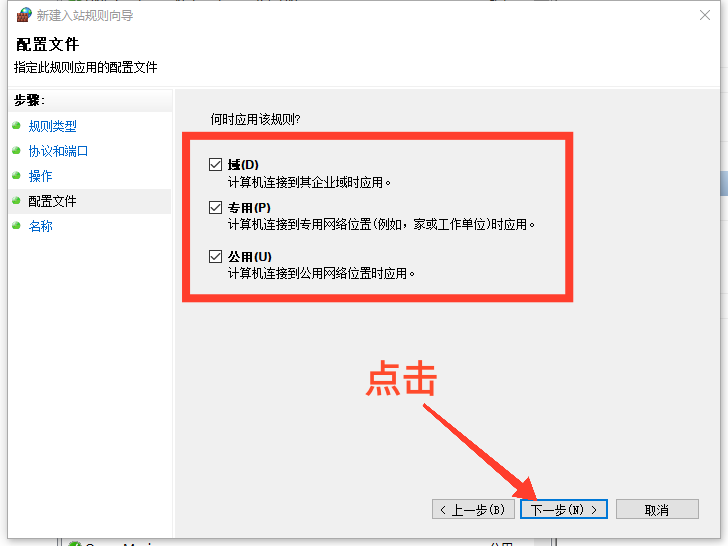 新建入站规则向导
配置文件
指定此规则应用的配置文件
步骤:
规则类型
协议和端口
操作
配置文件
名称
何时应用该规则?
域(D)
计算机连接到其企业域时应用。
专用(P)
计算机连接到专用网络位置(例如，家或工作单位)时应用。
公用(U)
计算机连接到公用网络位置时应用。
点击
< 上一步(B)
下一步(N) >
取消